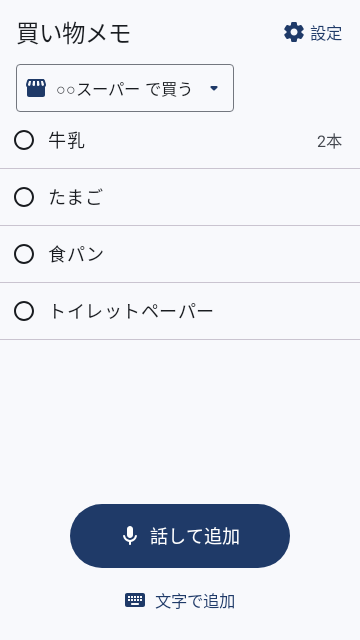 買い物メモ
設定
○○スーパー で買う
牛乳
2本
たまご
食パン
トイレットペーパー
話して追加
文字で追加